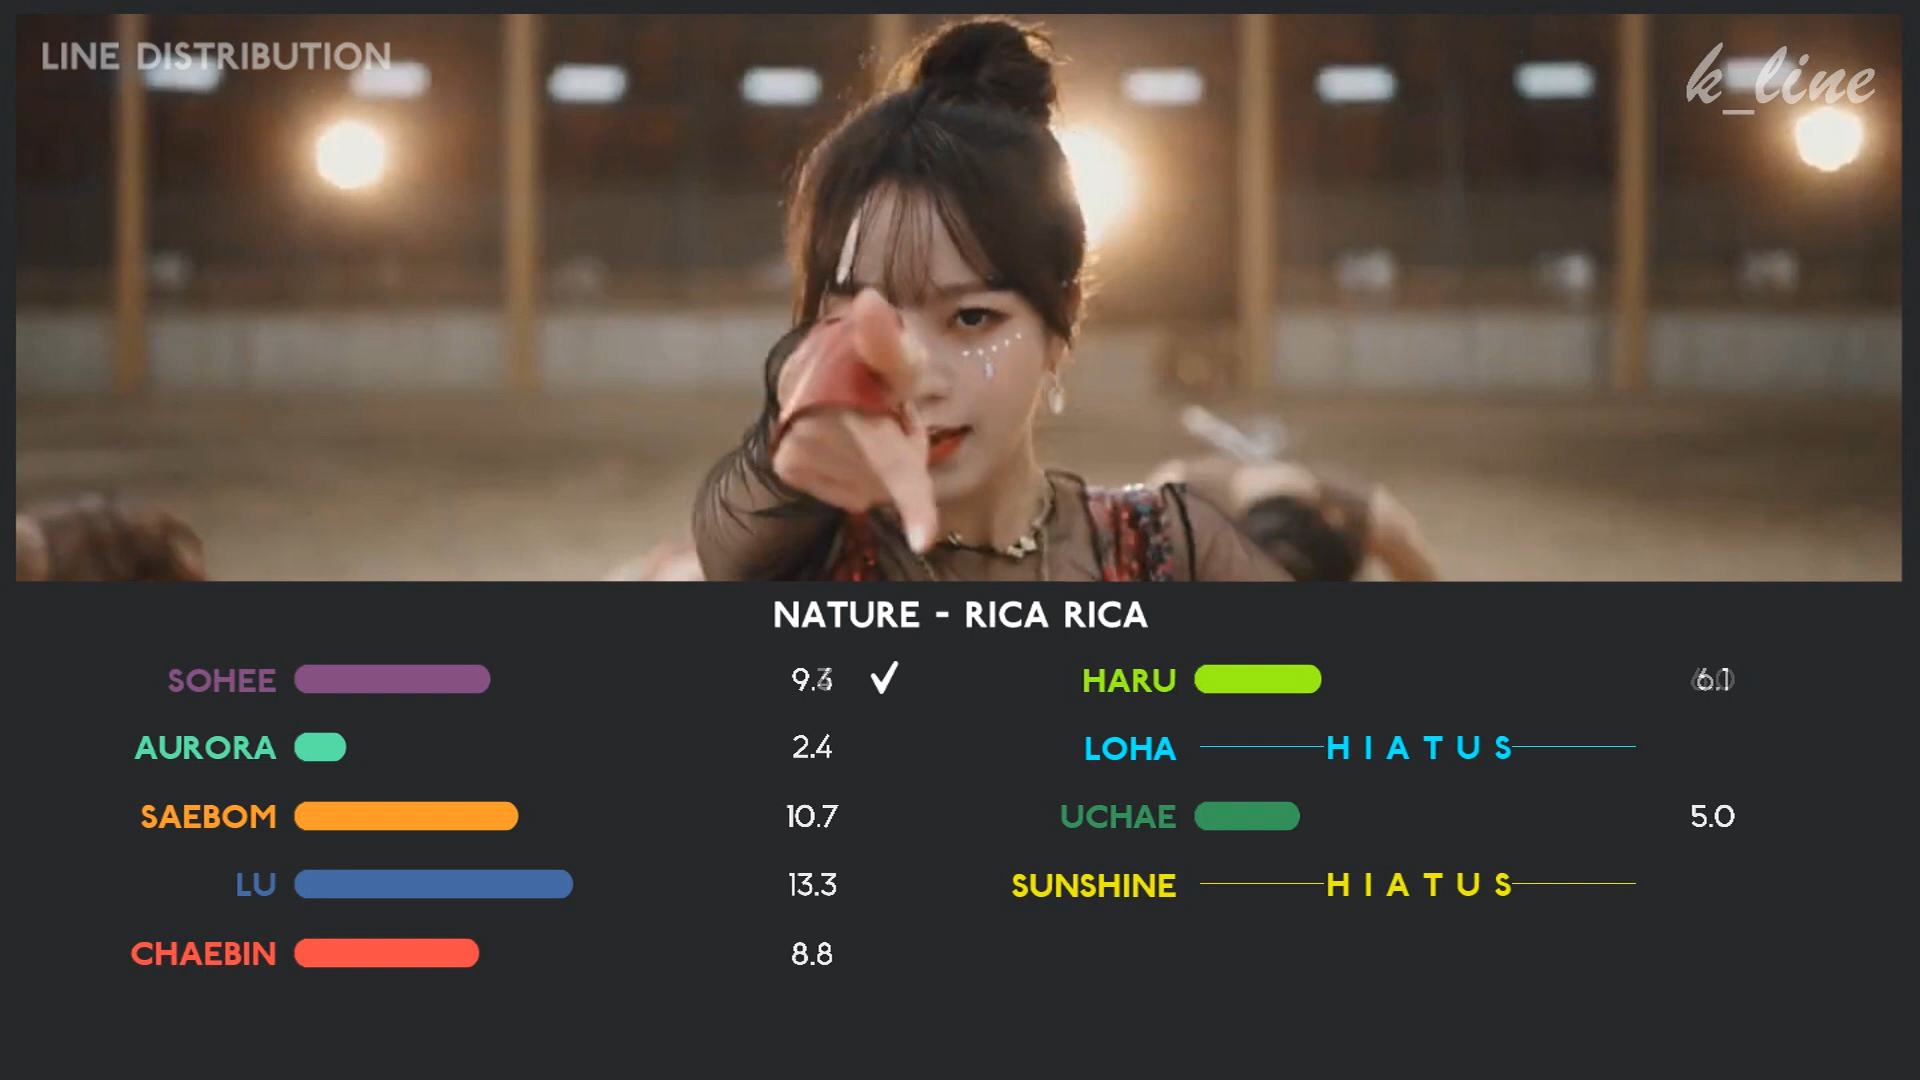 LINE DISTRIBUTION
k_line
NATURE - RICA RICA
SOHEE
AURORA 2.4
SAEBOM 10.7
LU 13.3
CHAEBIN 8.8
HARU
LOHA HIATUS
UCHAE 5.0
SUNSHINE HIATUS